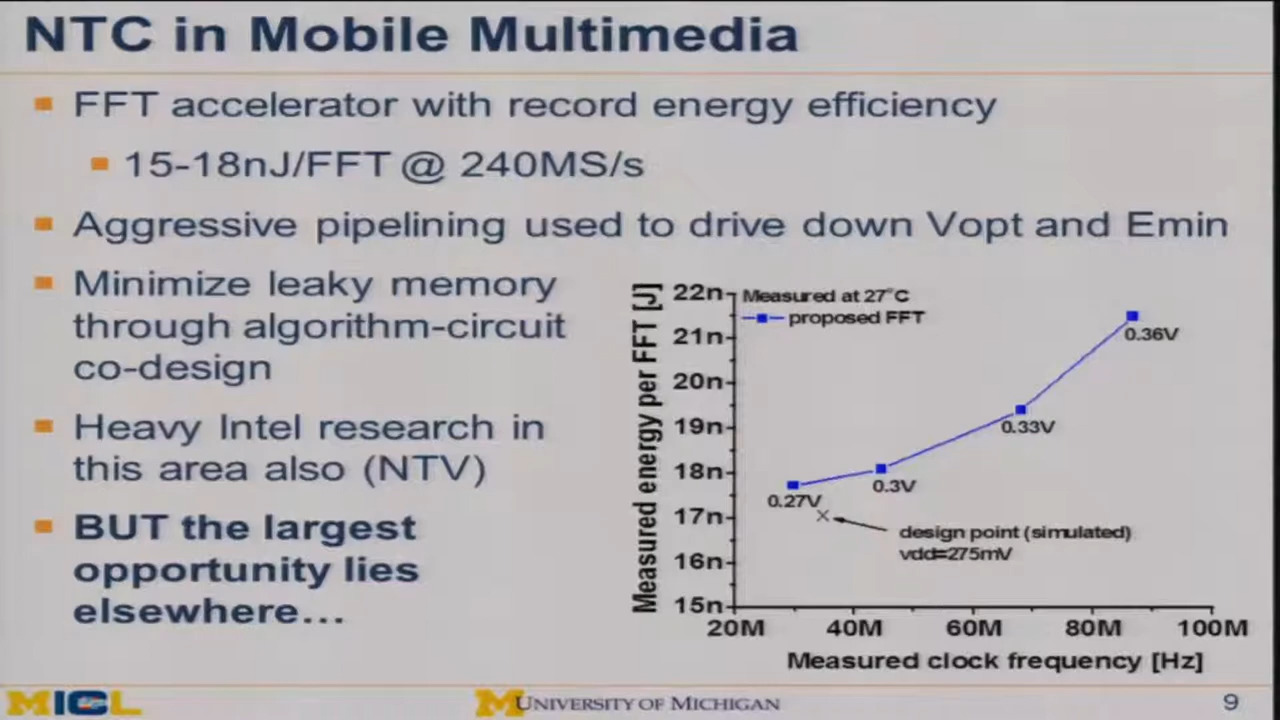 NTC in Mobile Multimedia
FFT accelerator with record energy efficiency
15-18nJ/FFT @ 240MS/s
Aggressive pipelining used to drive down Vopt and Emin
Minimize leaky memory
through algorithm-circuit
co-design
Heavy Intel research in
this area also (NTV)
BUT the largest
opportunity lies
elsewhere…
Measured energy per FFT [J]
22n
21n
20n
19n
18n
17n
16n
15n
Measured at 27°C
proposed FFT
0.36V
0.33V
0.3V
0.27V
design point (simulated)
vdd=275mV
20M 40M 60M 80M 100M
Measured clock frequency [Hz]
MICL
M UNIVERSITY OF MICHIGAN
9